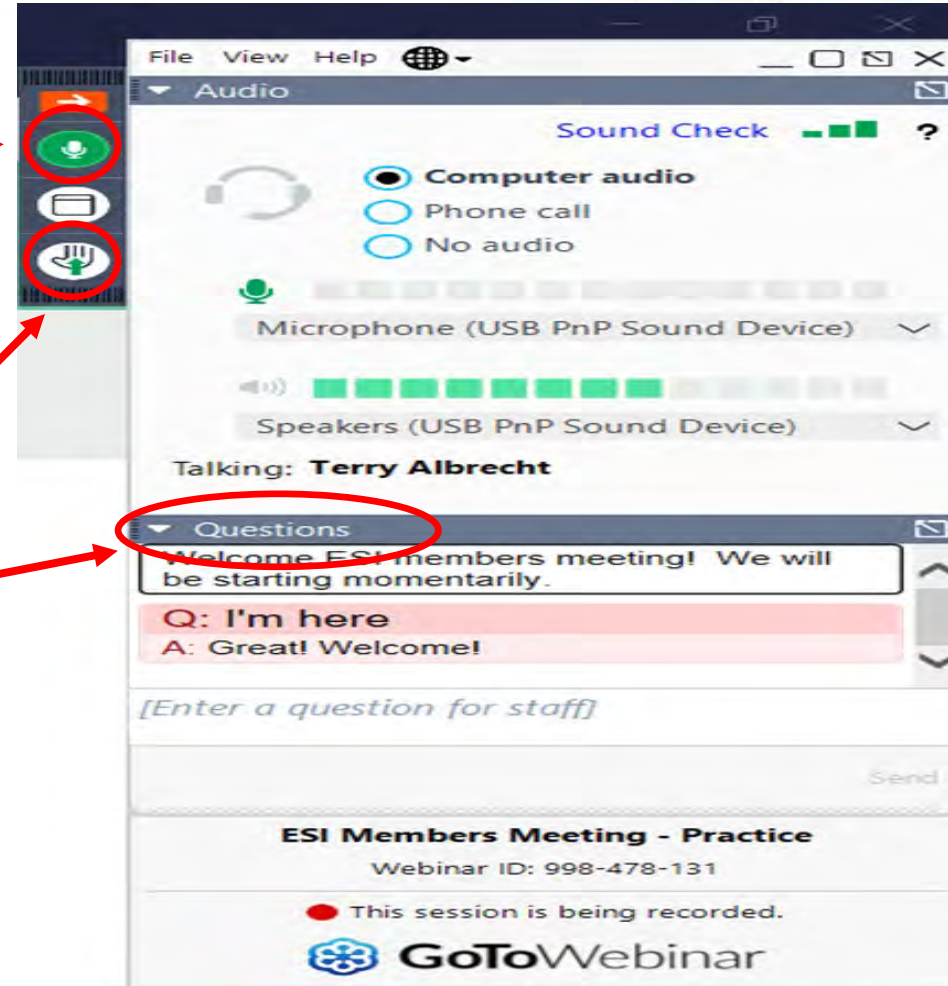 File View Help
Audio
Sound Check ?
Computer audio
Phone call
No audio
Microphone (USB PnP Sound Device)
Speakers (USB PnP Sound Device)
Talking: Terry Albrecht
Questions
Welcome ESI members meeting! We will
be starting momentarily.
Q: I'm here
A: Great! Welcome!
[Enter a question for staff]
Send
ESI Members Meeting - Practice
Webinar ID: 998-478-131
This session is being recorded.
GoToWebinar